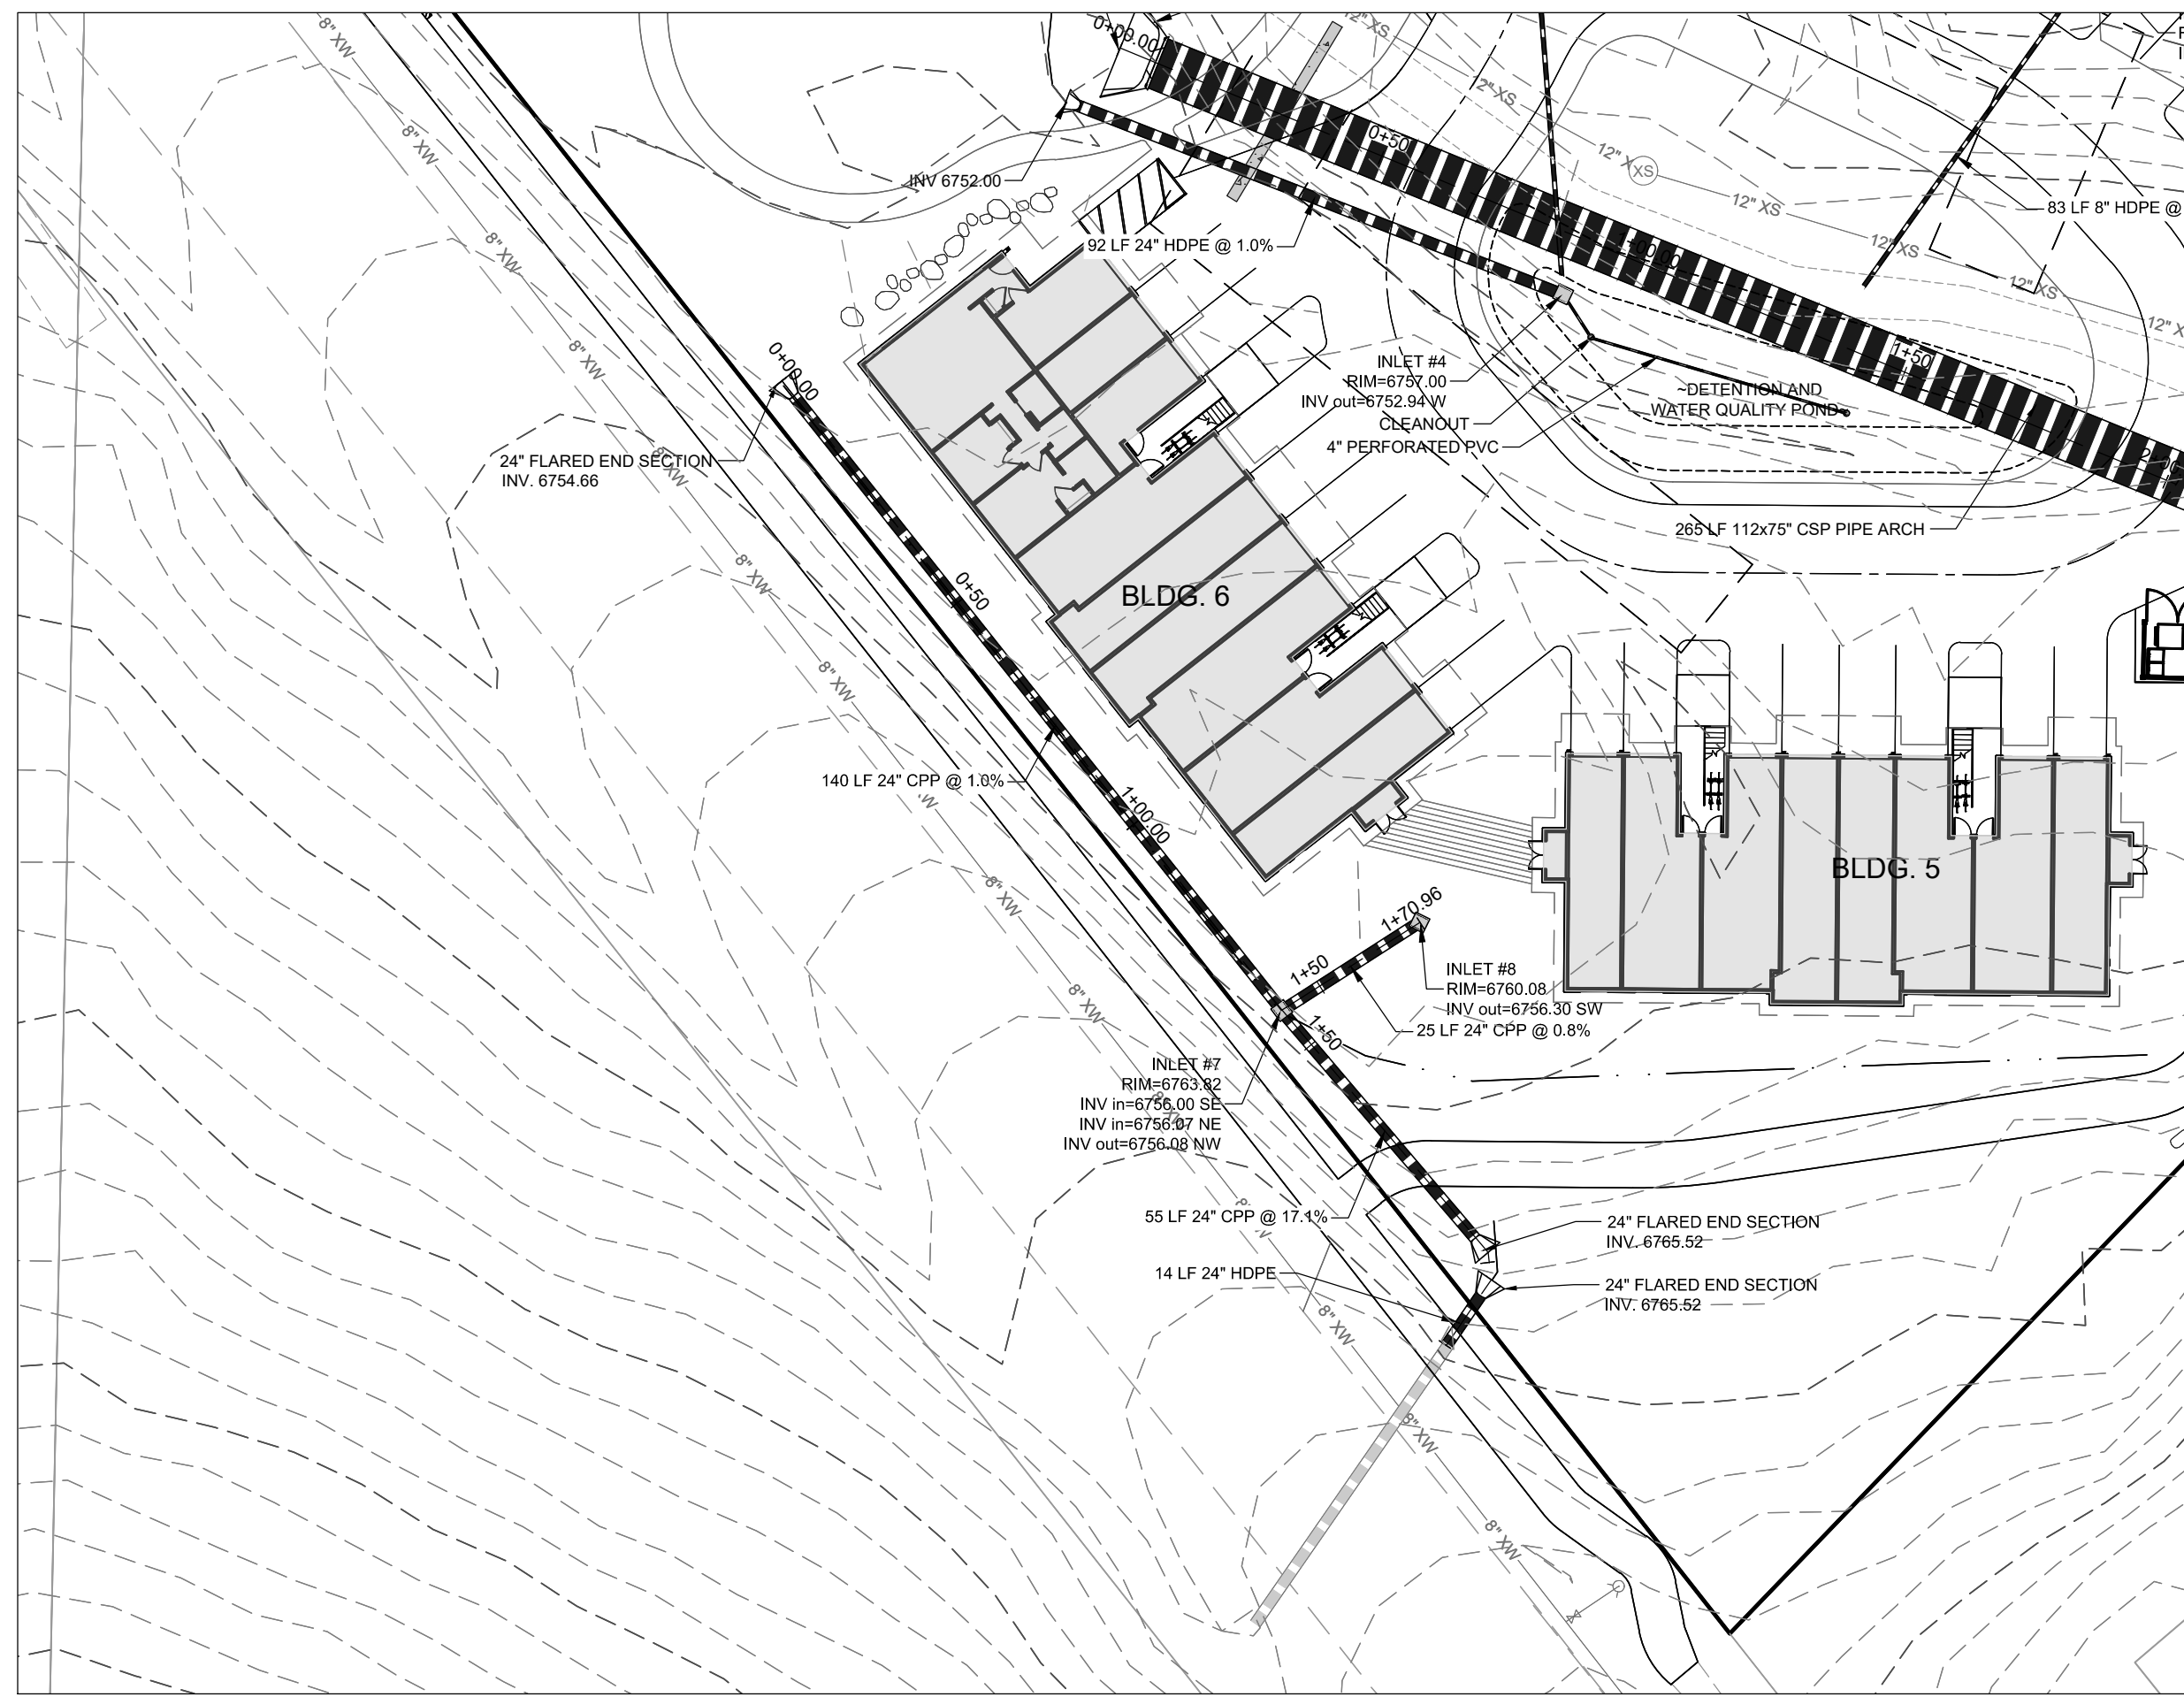 0+00.00
12" XS
12" XS
12" XS
XS
12" XS
12" XS
12" XS
8" XW
8" XW
8" XW
8" XW
8" XW
8" XW
8" XW
8" XW
8" XW
8" XW
8" XW
8" XW
0+50
1+00.00
1+50
INV 6752.00
92 LF 24" HDPE @ 1.0%
83 LF 8" HDPE @
INLET #4
RIM=6757.00
INV out=6752.94 W
CLEANOUT
4" PERFORATED PVC
~DETENTION AND
WATER QUALITY POND~
265 LF 112x75" CSP PIPE ARCH
0+00.00
24" FLARED END SECTION
INV. 6754.66
0+50
BLDG. 6
140 LF 24" CPP @ 1.0%
1+00.00
BLDG. 5
1+70.96
1+50
1+50
INLET #8
RIM=6760.08
INV out=6756.30 SW
25 LF 24" CPP @ 0.8%
INLET #7
RIM=6763.82
INV in=6756.00 SE
INV in=6756.07 NE
INV out=6756.08 NW
55 LF 24" CPP @ 17.1%
24" FLARED END SECTION
INV. 6765.52
14 LF 24" HDPE
24" FLARED END SECTION
INV. 6765.52